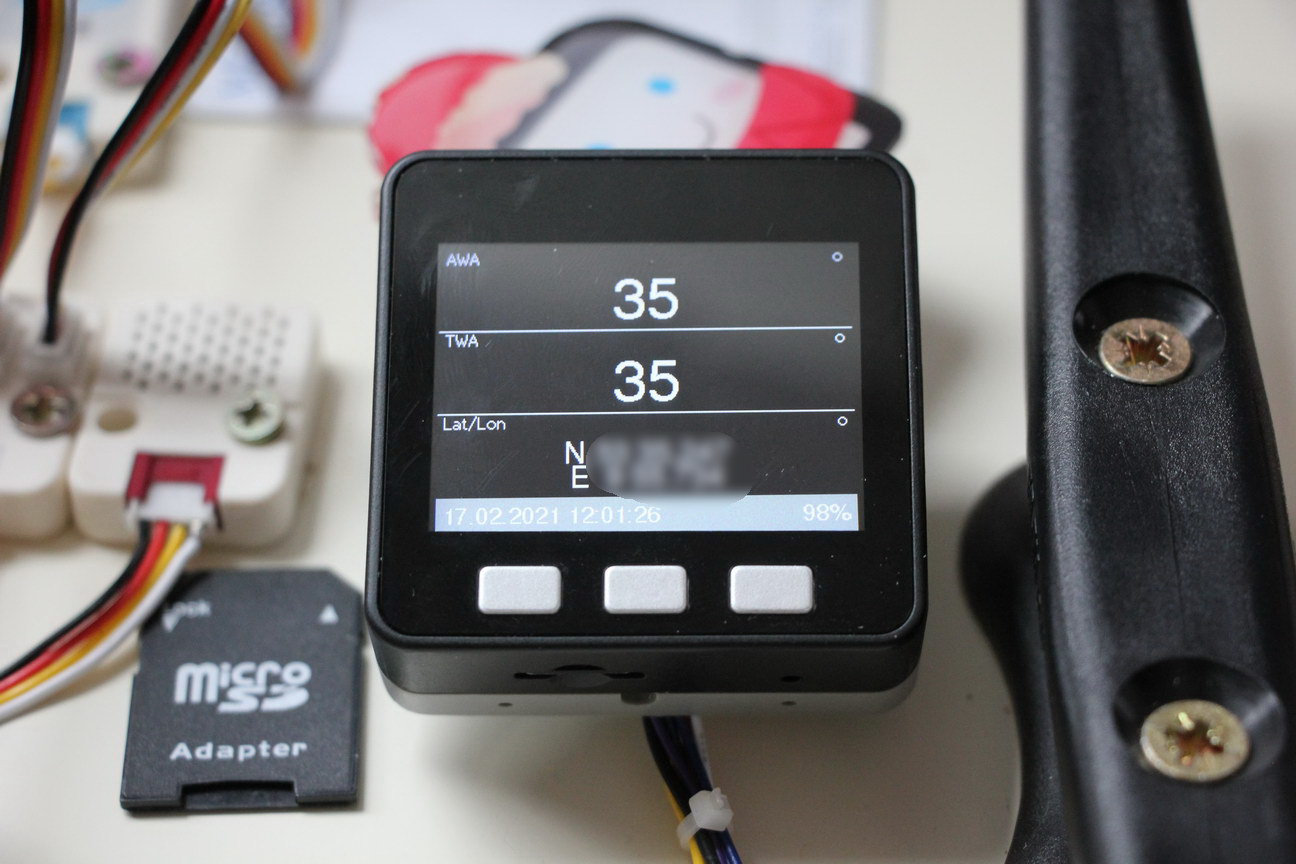 AWA °
35
TWA °
35
Lat/Lon °
N
E
17.02.2021 12:01:26 98%
Lock
micro
SD
Adapter